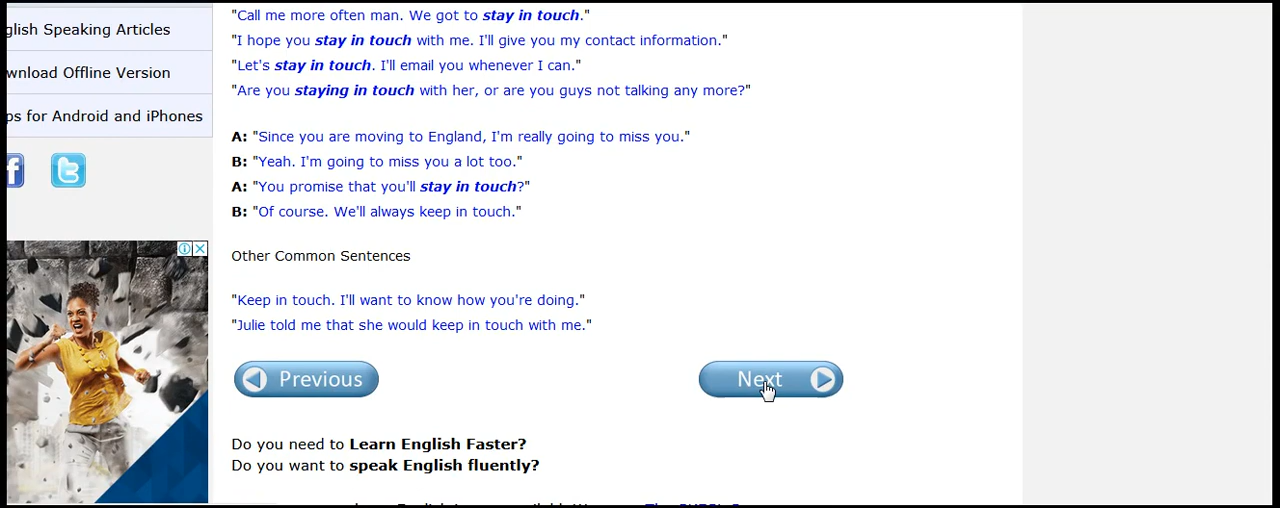 glish Speaking Articles
wnload Offline Version
ps for Android and iPhones
"Call me more often man. We got to stay in touch."
"I hope you stay in touch with me. I'll give you my contact information."
"Let's stay in touch. I'll email you whenever I can."
"Are you staying in touch with her, or are you guys not talking any more?"
A: "Since you are moving to England, I'm really going to miss you."
B: "Yeah. I'm going to miss you a lot too."
A: "You promise that you'll stay in touch?"
B: "Of course. We'll always keep in touch."
Other Common Sentences
"Keep in touch. I'll want to know how you're doing."
"Julie told me that she would keep in touch with me."
Previous
Next
Do you need to Learn English Faster?
Do you want to speak English fluently?